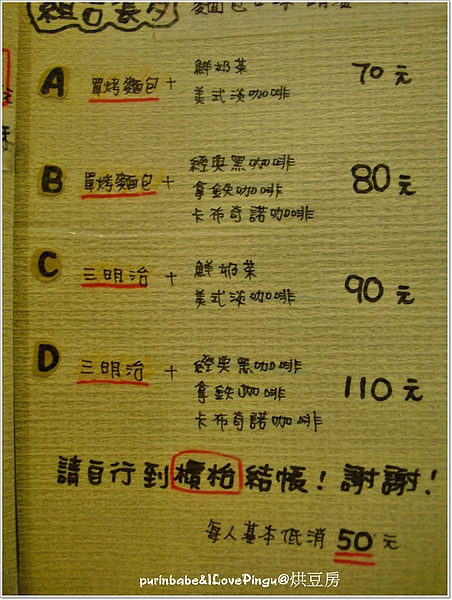 A 單烤麵包 + 鮮奶茶 70元
美式淡咖啡
B 單烤麵包 + 經典黑咖啡
拿鐵咖啡 80元
卡布奇諾咖啡
C 三明治 + 鮮奶茶
美式淡咖啡 90元
D 三明治 + 經典黑咖啡
拿鐵咖啡 110元
卡布奇諾咖啡
請自行到櫃枱結帳!謝謝!
每人基本低消50元
purinbabe&ILovePingu@烘豆房